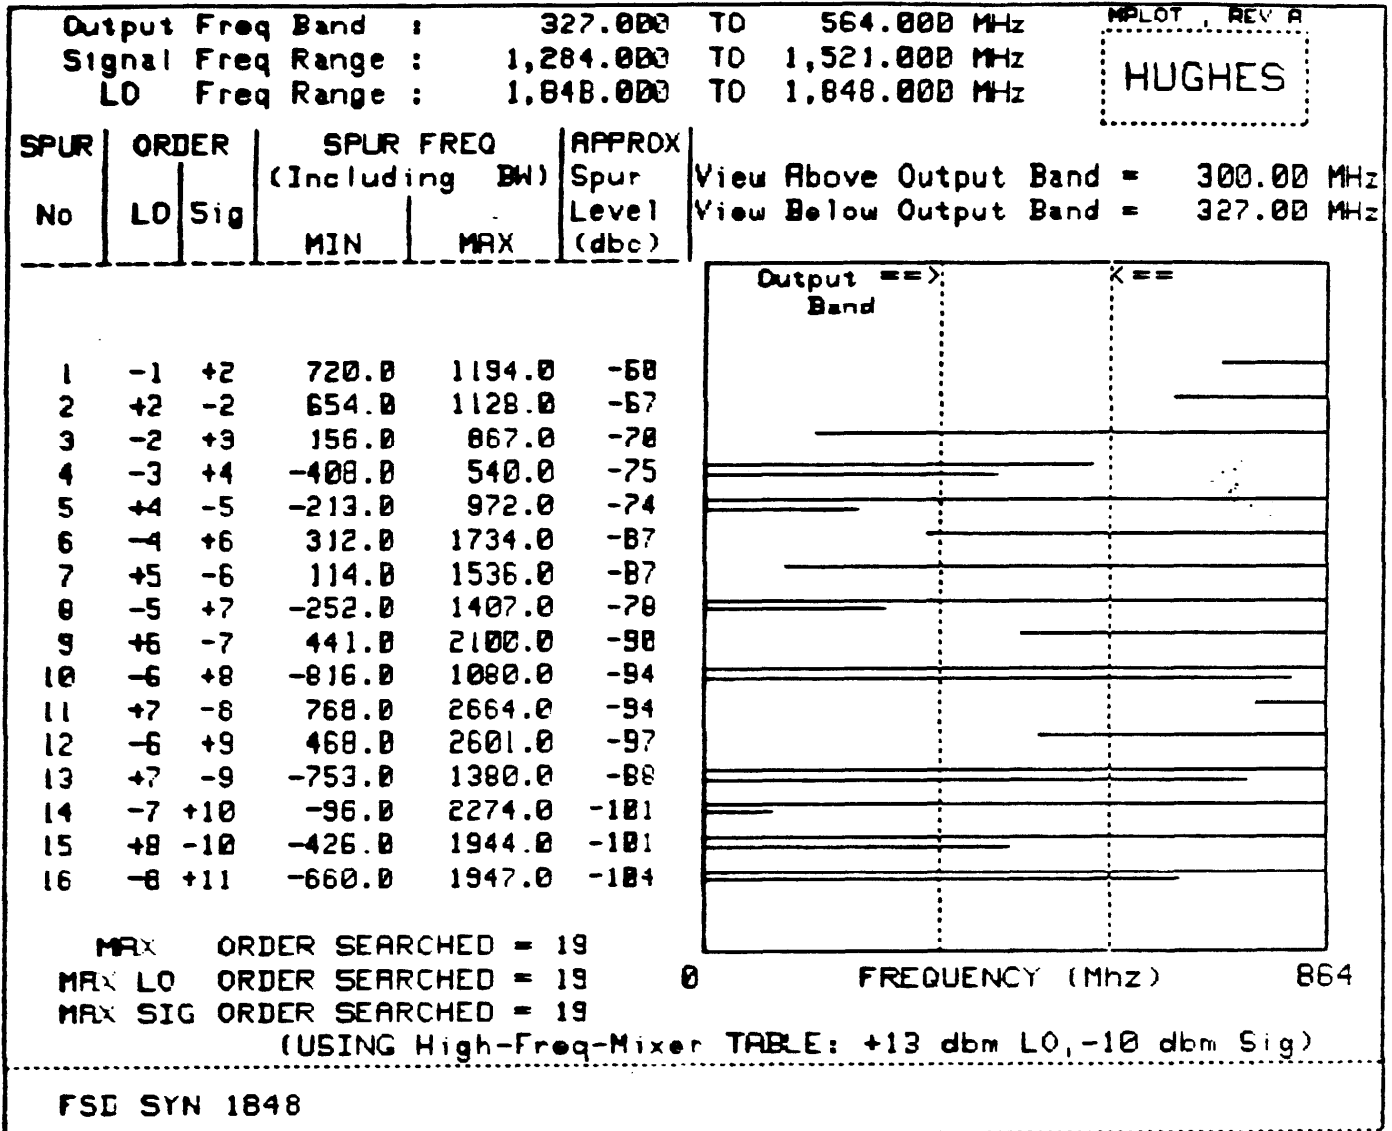 Output Freq Band : 327.000 TO 564.000 MHz
MPLOT , REV A
Signal Freq Range : 1,284.000 TO 1,521.000 MHz
HUGHES
LO Freq Range : 1,848.000 TO 1,848.000 MHz
SPUR ORDER SPUR FREQ APPROX
(Including BW) Spur View Above Output Band = 300.00 MHz
No LO Sig Level View Below Output Band = 327.00 MHz
MIN MAX (dbc)
Output ==> <==
Band
1 -1 +2 720.0 1194.0 -60
2 +2 -2 654.0 1128.0 -67
3 -2 +3 156.0 867.0 -70
4 -3 +4 -408.0 540.0 -75
5 +4 -5 -213.0 972.0 -74
6 -4 +6 312.0 1734.0 -87
7 +5 -6 114.0 1536.0 -87
8 -5 +7 -252.0 1407.0 -78
9 +6 -7 441.0 2100.0 -90
10 -6 +8 -816.0 1080.0 -94
11 +7 -8 768.0 2664.0 -94
12 -6 +9 468.0 2601.0 -97
13 +7 -9 -753.0 1380.0 -88
14 -7 +10 -96.0 2274.0 -101
15 +8 -10 -426.0 1944.0 -101
16 -8 +11 -660.0 1947.0 -104
MAX ORDER SEARCHED = 19
MAX LO ORDER SEARCHED = 19
0 FREQUENCY (Mhz) 864
MAX SIG ORDER SEARCHED = 19
(USING High-Freq-Mixer TABLE: +13 dbm LO,-10 dbm Sig)
FSD SYN 1848